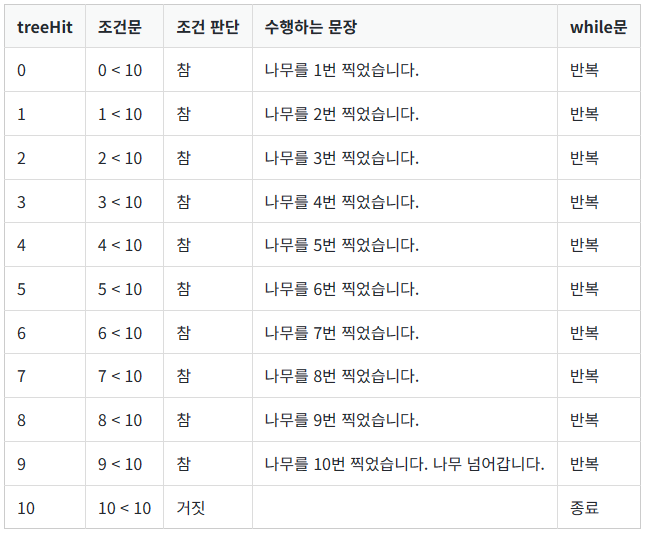 treeHit 조건문 조건 판단 수행하는 문장 while문
0 0 < 10 참 나무를 1번 찍었습니다. 반복
1 1 < 10 참 나무를 2번 찍었습니다. 반복
2 2 < 10 참 나무를 3번 찍었습니다. 반복
3 3 < 10 참 나무를 4번 찍었습니다. 반복
4 4 < 10 참 나무를 5번 찍었습니다. 반복
5 5 < 10 참 나무를 6번 찍었습니다. 반복
6 6 < 10 참 나무를 7번 찍었습니다. 반복
7 7 < 10 참 나무를 8번 찍었습니다. 반복
8 8 < 10 참 나무를 9번 찍었습니다. 반복
9 9 < 10 참 나무를 10번 찍었습니다. 나무 넘어갑니다. 반복
10 10 < 10 거짓 종료